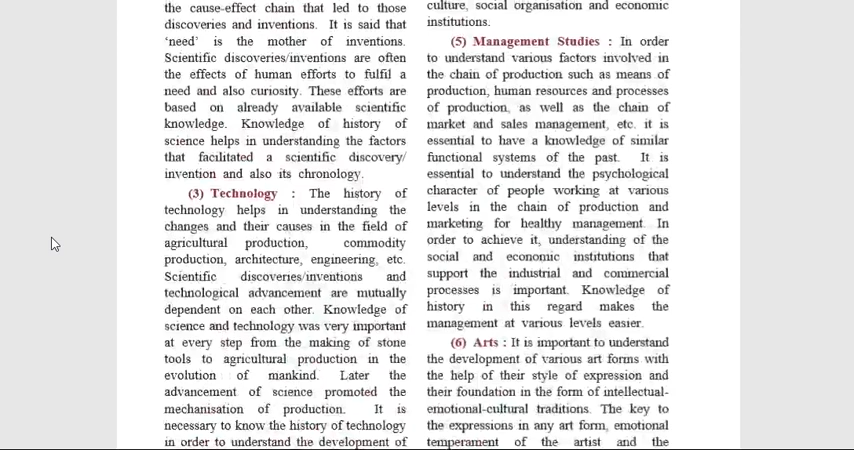 the cause-effect chain that led to those
discoveries and inventions. It is said that
‘need’ is the mother of inventions.
Scientific discoveries/inventions are often
the effects of human efforts to fulfil a
need and also curiosity. These efforts are
based on already available scientific
knowledge. Knowledge of history of
science helps in understanding the factors
that facilitated a scientific discovery/
invention and also its chronology.
(3) Technology : The history of
technology helps in understanding the
changes and their causes in the field of
agricultural production, commodity
production, architecture, engineering, etc.
Scientific discoveries/inventions and
technological advancement are mutually
dependent on each other. Knowledge of
science and technology was very important
at every step from the making of stone
tools to agricultural production in the
evolution of mankind. Later the
advancement of science promoted the
mechanisation of production. It is
necessary to know the history of technology
in order to understand the development of
culture, social organisation and economic
institutions.
(5) Management Studies : In order
to understand various factors involved in
the chain of production such as means of
production, human resources and processes
of production, as well as the chain of
market and sales management, etc. it is
essential to have a knowledge of similar
functional systems of the past. It is
essential to understand the psychological
character of people working at various
levels in the chain of production and
marketing for healthy management. In
order to achieve it, understanding of the
social and economic institutions that
support the industrial and commercial
processes is important. Knowledge of
history in this regard makes the
management at various levels easier.
(6) Arts : It is important to understand
the development of various art forms with
the help of their style of expression and
their foundation in the form of intellectual-
emotional-cultural traditions. The key to
the expressions in any art form, emotional
temperament of the artist and the